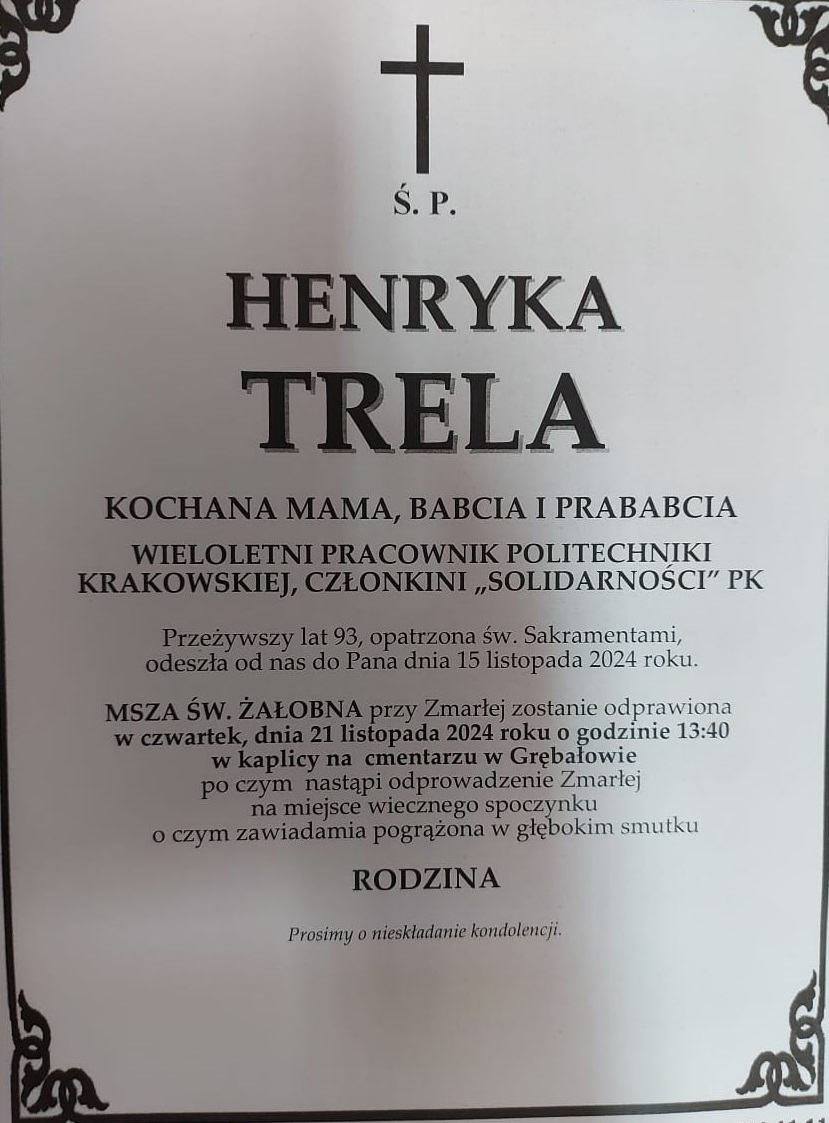 Ś. P.
HENRYKA
TRELA
KOCHANA MAMA, BABCIA I PRABABCIA
WIELOLETNI PRACOWNIK POLITECHNIKI
KRAKOWSKIEJ, CZŁONKINI „SOLIDARNOŚCI” PK
Przeżywszy lat 93, opatrzona św. Sakramentami,
odeszła od nas do Pana dnia 15 listopada 2024 roku.
MSZA ŚW. ŻAŁOBNA przy Zmarłej zostanie odprawiona
w czwartek, dnia 21 listopada 2024 roku o godzinie 13:40
w kaplicy na cmentarzu w Grębałowie
po czym nastąpi odprowadzenie Zmarłej
na miejsce wiecznego spoczynku
o czym zawiadamia pogrążona w głębokim smutku
RODZINA
Prosimy o nieskładanie kondolencji.